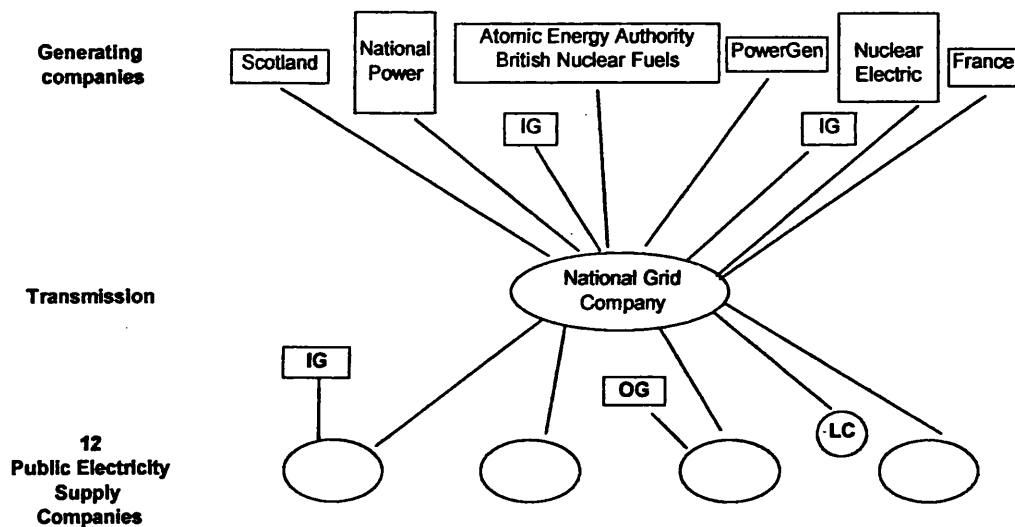 Generating
companies
Scotland
National
Power
Atomic Energy Authority
British Nuclear Fuels
PowerGen
Nuclear
Electric
France
IG
IG
Transmission
National Grid
Company
IG
OG
LC
12
Public Electricity
Supply
Companies